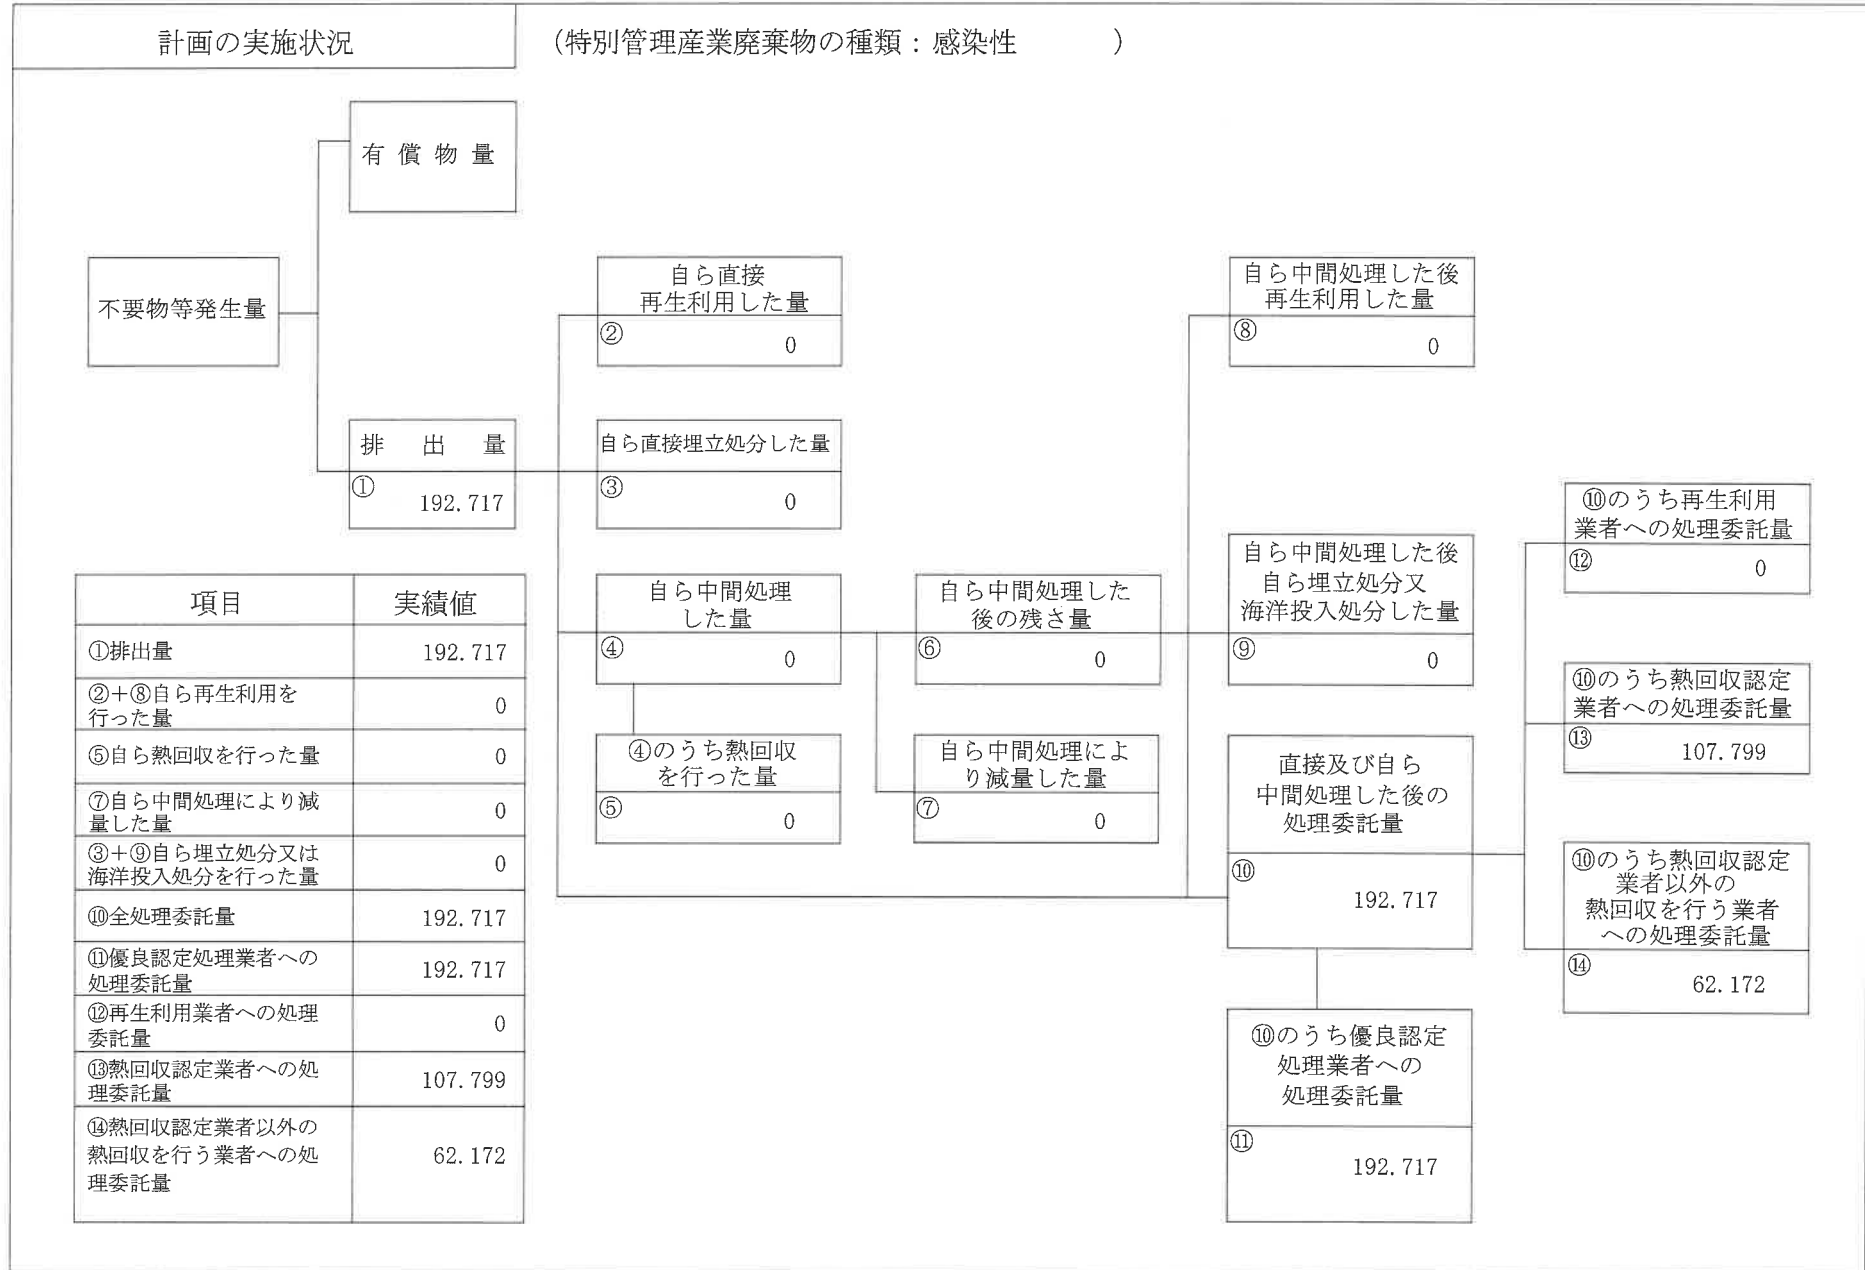 計画の実施状況
（特別管理産業廃棄物の種類：感染性　　　　）
有 償 物 量
不要物等発生量
排　出　量
①
192.717
自ら直接
再生利用した量
②
0
自ら直接埋立処分した量
③
0
自ら中間処理
した量
④
0
④のうち熱回収
を行った量
⑤
0
自ら中間処理した
後の残さ量
⑥
0
自ら中間処理によ
り減量した量
⑦
0
自ら中間処理した後
再生利用した量
⑧
0
自ら中間処理した後
自ら埋立処分又
海洋投入処分した量
⑨
0
直接及び自ら
中間処理した後の
処理委託量
⑩
192.717
⑩のうち優良認定
処理業者への
処理委託量
⑪
192.717
⑩のうち再生利用
業者への処理委託量
⑫
0
⑩のうち熱回収認定
業者への処理委託量
⑬
107.799
⑩のうち熱回収認定
業者以外の
熱回収を行う業者
への処理委託量
⑭
62.172
項目 実績値
①排出量 192.717
②＋⑧自ら再生利用を
行った量
0
⑤自ら熱回収を行った量 0
⑦自ら中間処理により減
量した量
0
③＋⑨自ら埋立処分又は
海洋投入処分を行った量
0
⑩全処理委託量 192.717
⑪優良認定処理業者への
処理委託量
192.717
⑫再生利用業者への処理
委託量
0
⑬熱回収認定業者への処
理委託量
107.799
⑭熱回収認定業者以外の
熱回収を行う業者への処
理委託量
62.172